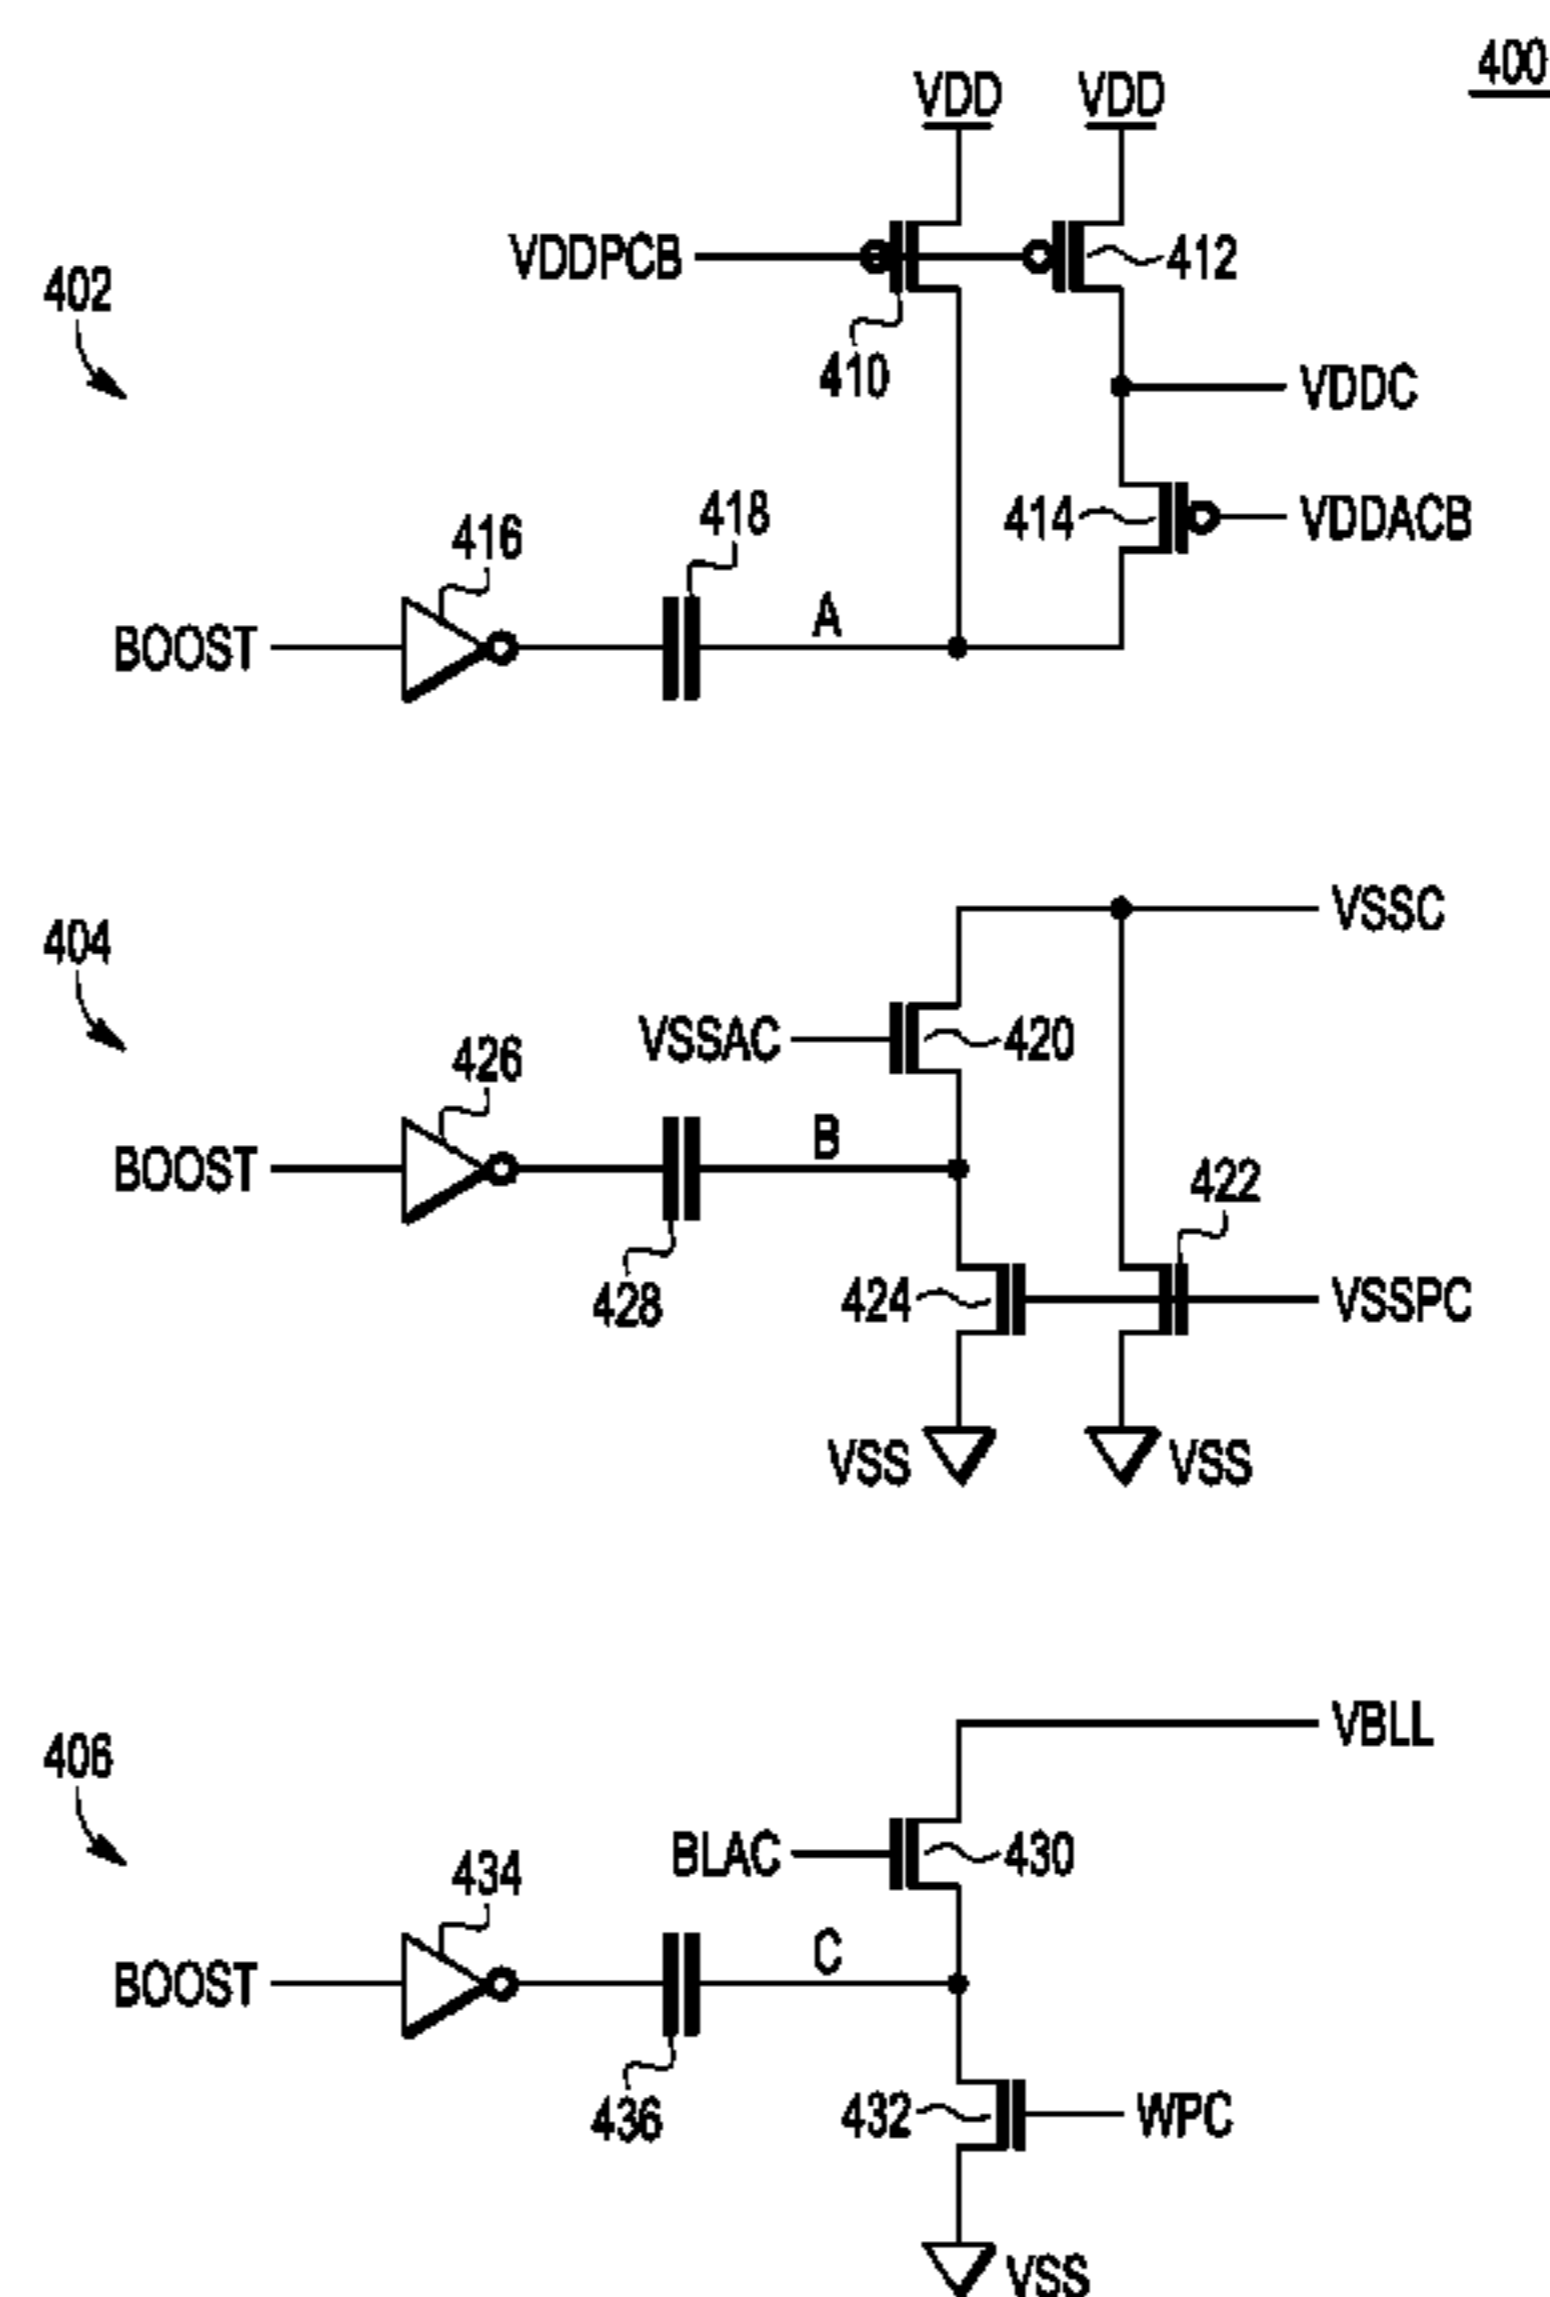 400
VDD VDD
VDDPCB 412
402
410
VDDC
418
416
414 VDDACB
A
BOOST
VSSC
404
VSSAC 420
426
B
BOOST
422
428
424 VSSPC
VSS VSS
VBLL
406
BLAC 430
434
C
BOOST
436
432 WPC
VSS